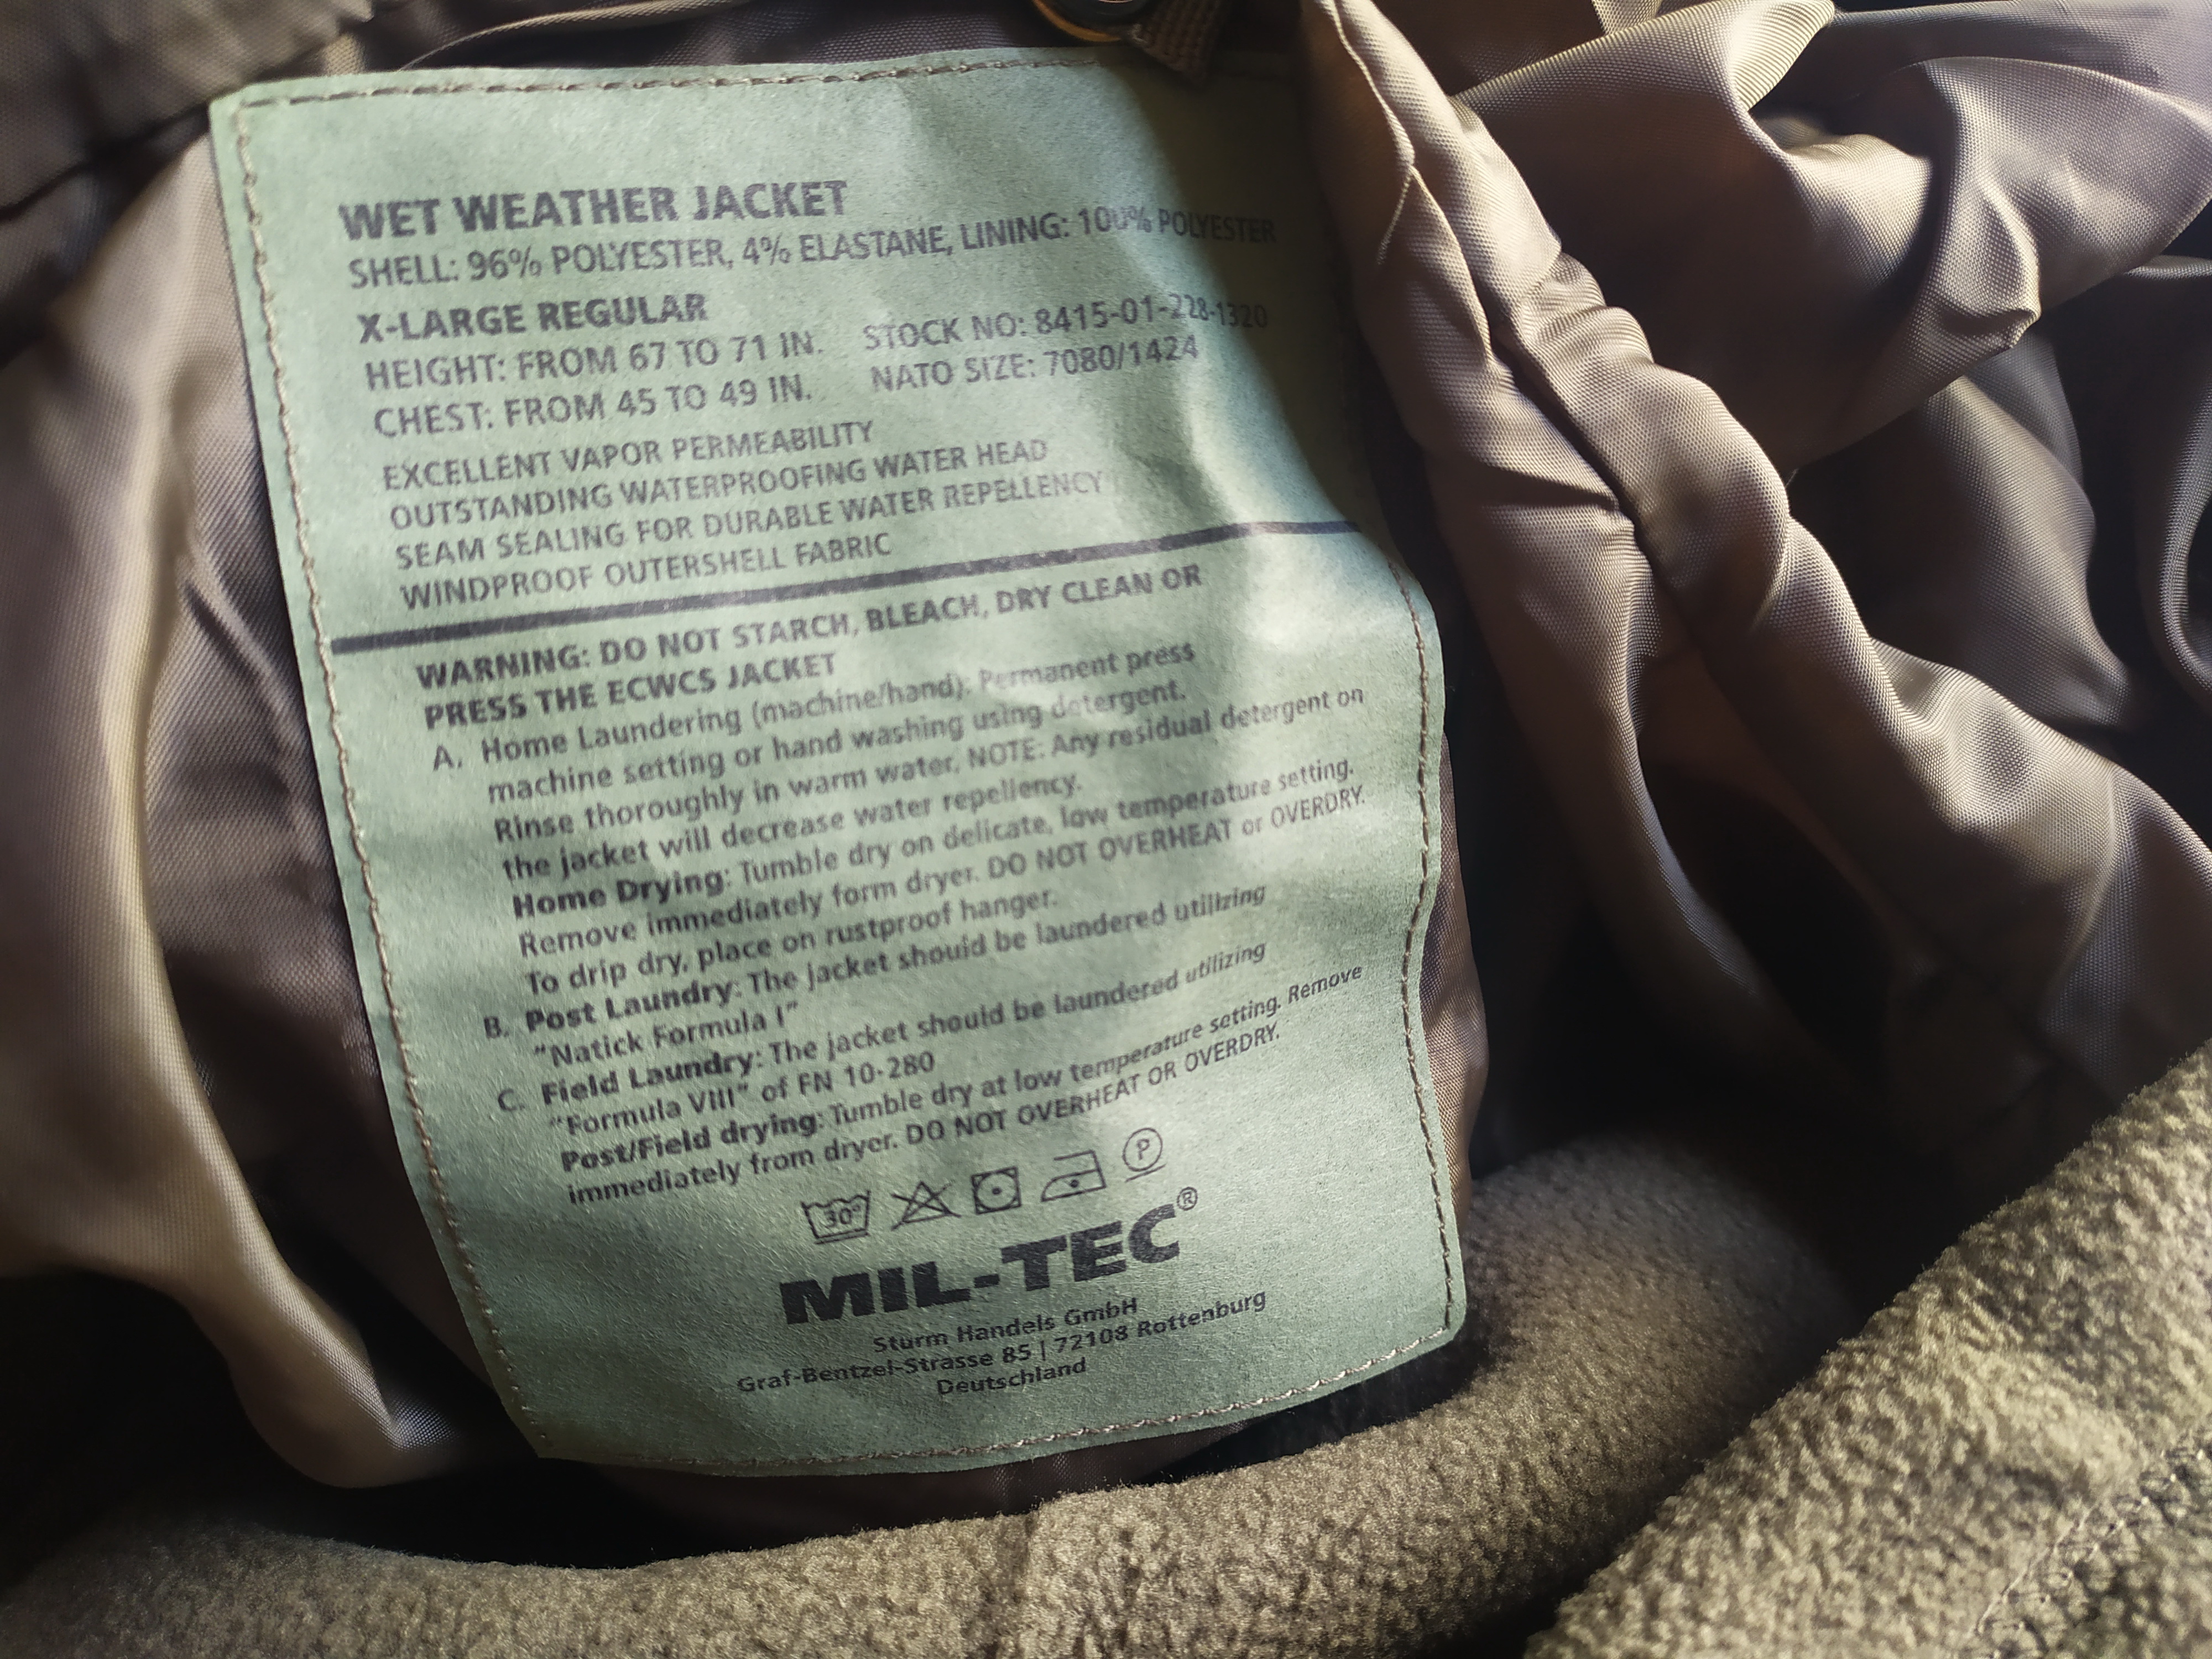 WET WEATHER JACKET
SHELL: 96% POLYESTER, 4% ELASTANE, LINING: 100% POLYESTER
X-LARGE REGULAR
HEIGHT: FROM 67 TO 71 IN. STOCK NO: 8415-01-228-1320
CHEST: FROM 45 TO 49 IN. NATO SIZE: 7080/1424
EXCELLENT VAPOR PERMEABILITY
OUTSTANDING WATERPROOFING WATER HEAD
SEAM SEALING FOR DURABLE WATER REPELLENCY
WINDPROOF OUTERSHELL FABRIC
WARNING: DO NOT STARCH, BLEACH, DRY CLEAN OR
PRESS THE ECWCS JACKET
A. Home Laundering (machine/hand): Permanent press
machine setting or hand washing using detergent.
Rinse thoroughly in warm water. NOTE: Any residual detergent on
the jacket will decrease water repellency.
Home Drying: Tumble dry on delicate, low temperature setting.
Remove immediately form dryer. DO NOT OVERHEAT or OVERDRY.
To drip dry, place on rustproof hanger.
B. Post Laundry: The jacket should be laundered utilizing
"Natick Formula I"
C. Field Laundry: The jacket should be laundered utilizing
"Formula VIII" of FN 10-280
Post/Field drying: Tumble dry at low temperature setting. Remove
immediately from dryer. DO NOT OVERHEAT OR OVERDRY.
30° P
MIL-TEC®
Sturm Handels GmbH
Graf-Bentzel-Strasse 85 | 72108 Rottenburg
Deutschland